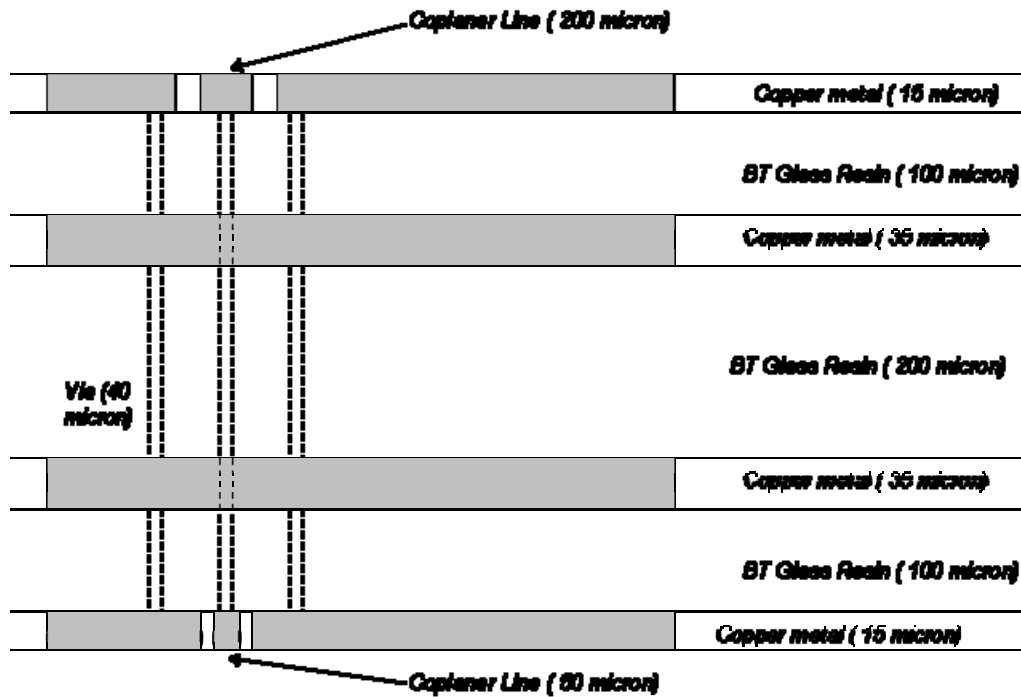 Coplaner Line ( 200 micron)
Copper metal ( 15 micron)
BT Glass Resin ( 100 micron)
Copper metal ( 35 micron)
BT Glass Resin ( 200 micron)
Via (40
micron)
Copper metal ( 35 micron)
BT Glass Resin ( 100 micron)
Copper metal ( 15 micron)
Coplaner Line ( 60 micron)